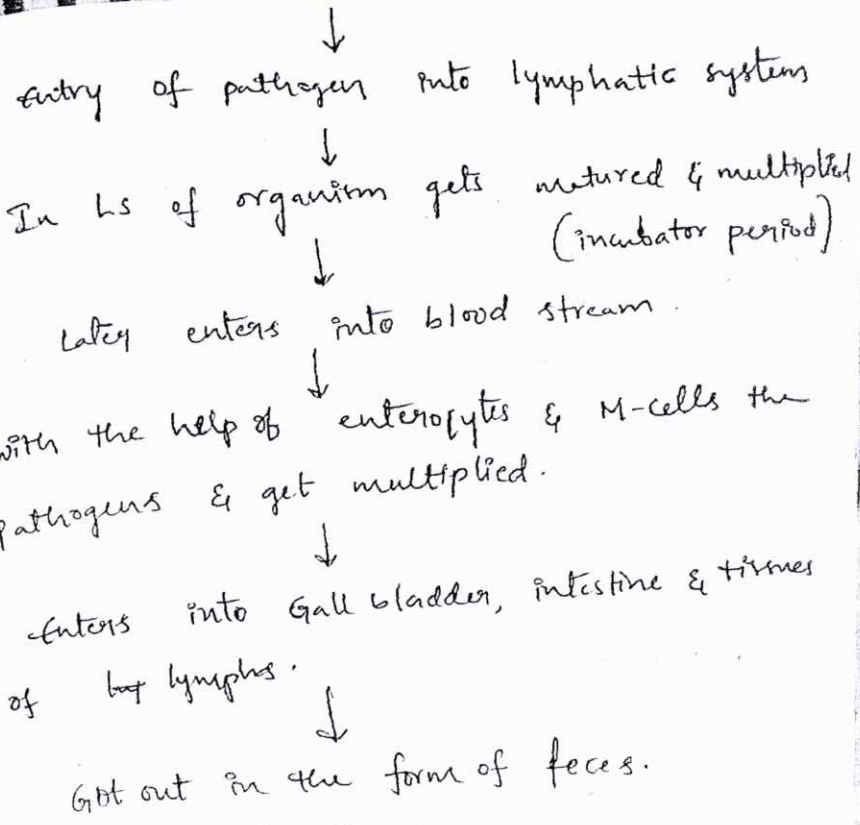 ↓
Entry of pathogen into lymphatic system
↓
In LS of organism gets matured & multiplied
(incubator period)
↓
Later enters into blood stream.
↓
with the help of enterocytes & M-cells the
pathogens & get multiplied.
↓
Enters into Gall bladder, intestine & tissues
of lymphs.
↓
Got out in the form of feces.